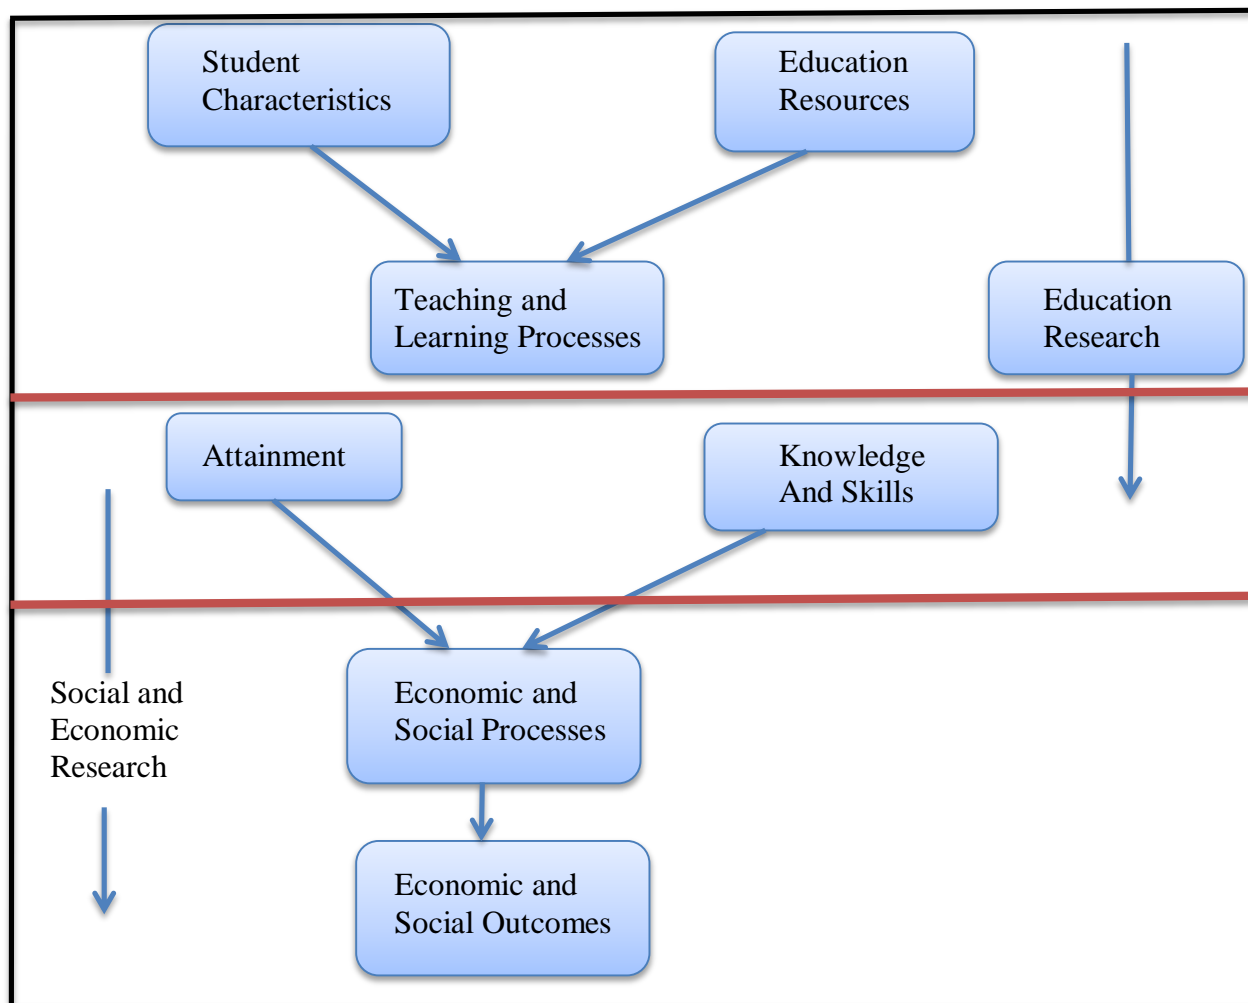 Student
Characteristics
Education
Resources
Teaching and
Learning Processes
Education
Research
Attainment
Knowledge
And Skills
Social and
Economic
Research
Economic and
Social Processes
Economic and
Social Outcomes